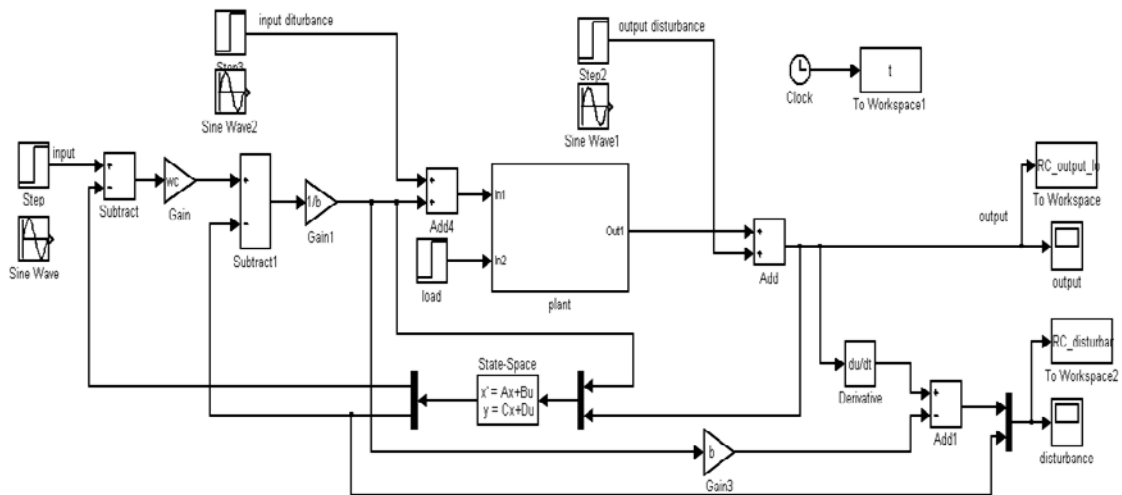 input diturbance
Step3
Sine Wave2
output disturbance
Step2
Sine Wave1
Clock
t
To Workspace1
input
Step
Sine Wave
Subtract
wc
Gain
Subtract1
1/b
Gain1
Add4
load
In1
In2
Out1
plant
Add
output
RC_output_lo
To Workspace
output
State-Space
x' = Ax+Bu
y = Cx+Du
du/dt
Derivative
b
Gain3
Add1
RC_disturbar
To Workspace2
disturbance